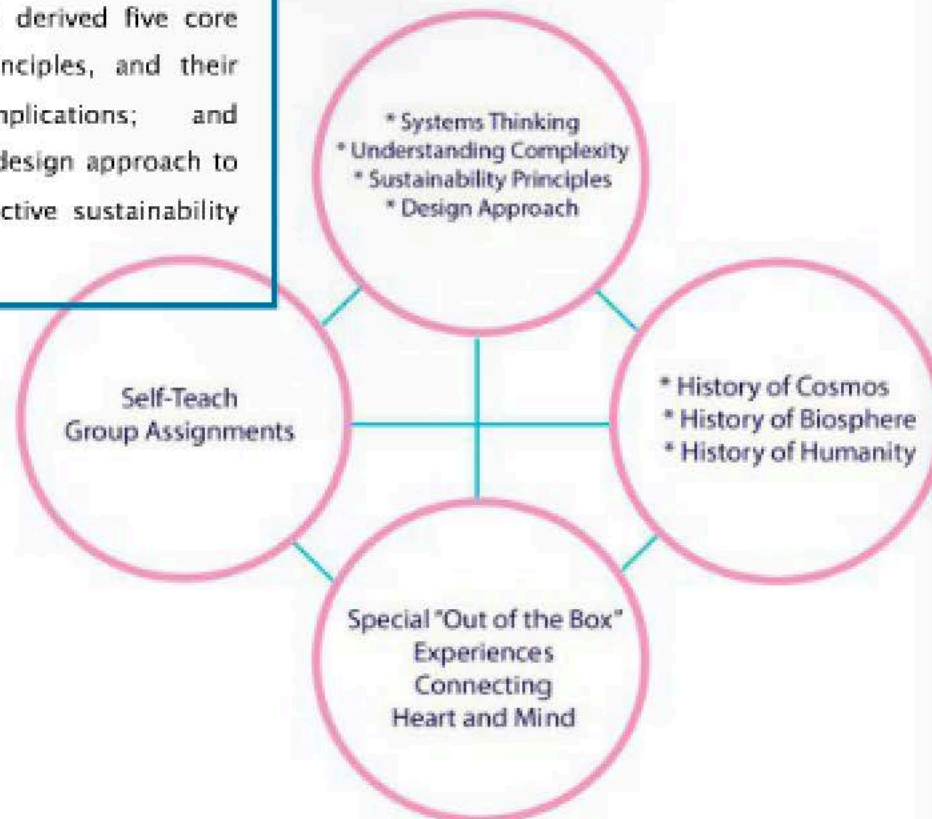 derived five core
nciples, and their
nplications; and
design approach to
ctive sustainability
* Systems Thinking
* Understanding Complexity
* Sustainability Principles
* Design Approach
Self-Teach
Group Assignments
* History of Cosmos
* History of Biosphere
* History of Humanity
Special "Out of the Box"
Experiences
Connecting
Heart and Mind